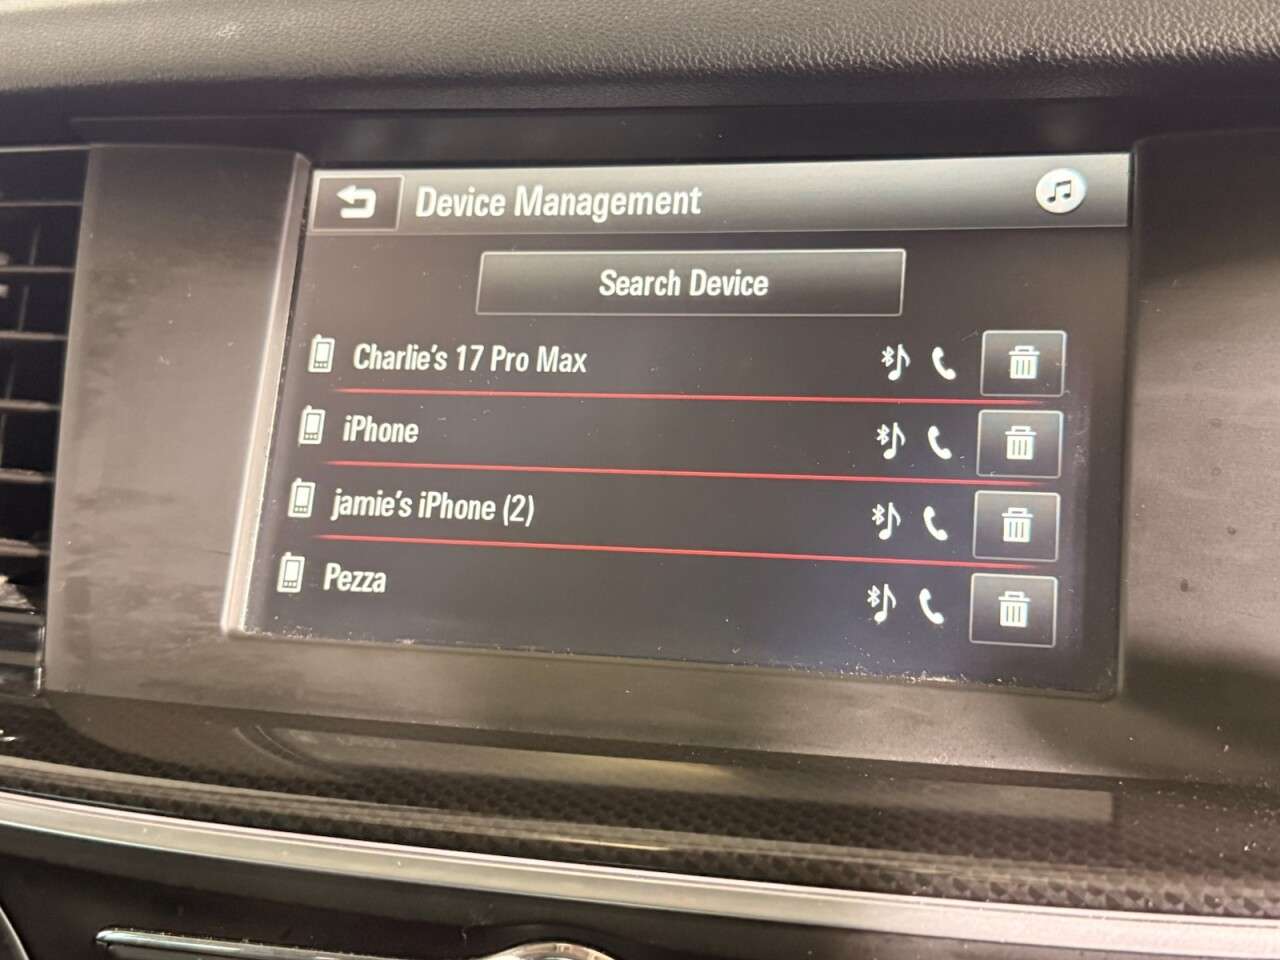 Device Management
Search Device
Charlie's 17 Pro Max
iPhone
jamie's iPhone (2)
Pezza